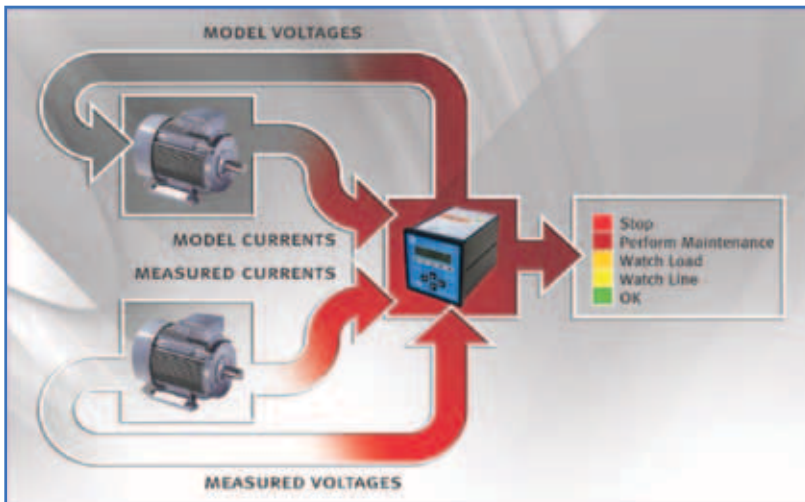 MODEL VOLTAGES
MODEL CURRENTS
MEASURED CURRENTS
Stop
Perform Maintenance
Watch Load
Watch Line
OK
MEASURED VOLTAGES